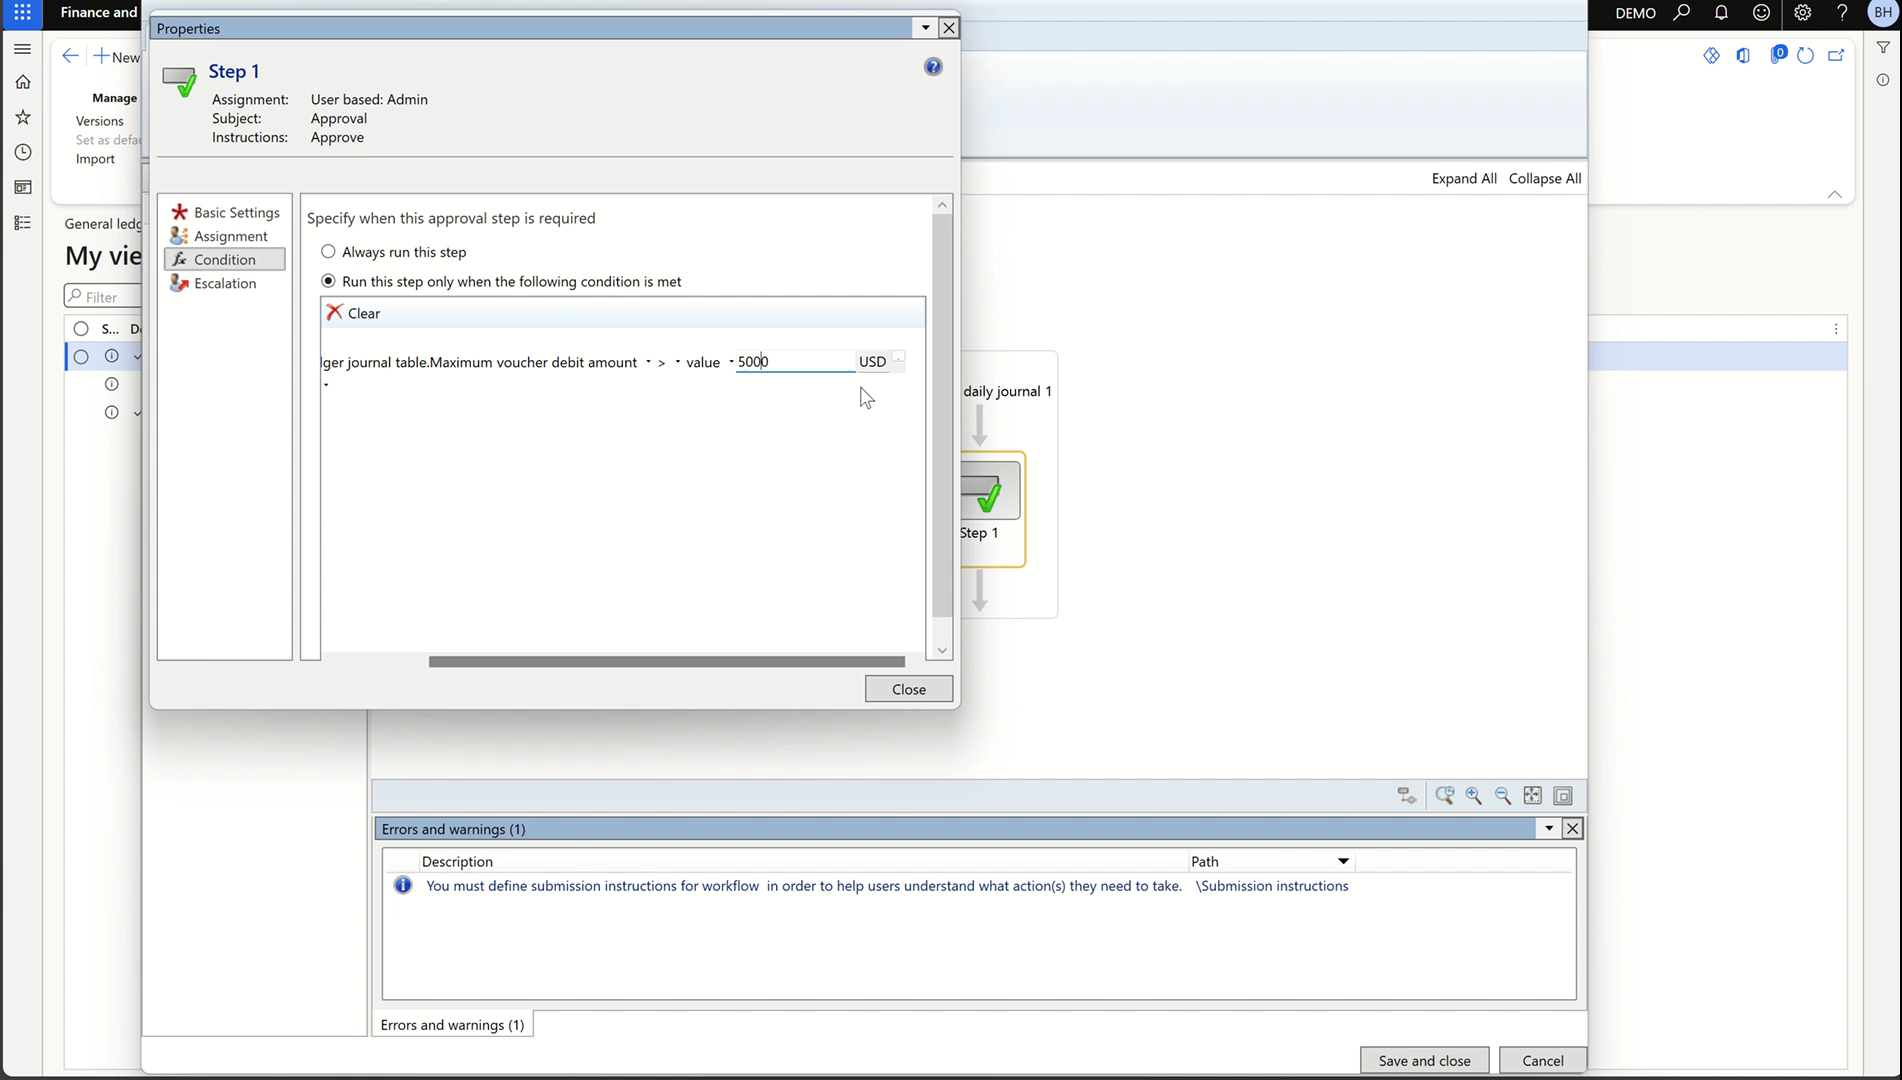 Finance and
DEMO
BH
New
0
Manage
Versions
Set as defau
Import
General ledg
My vie
Filter
S... De
Properties
Step 1
Assignment: User based: Admin
Subject: Approval
Instructions: Approve
Basic Settings
Assignment
Condition
Escalation
Specify when this approval step is required
Always run this step
Run this step only when the following condition is met
Clear
lger journal table.Maximum voucher debit amount > value 5000 USD
Close
Expand All Collapse All
daily journal 1
Step 1
Errors and warnings (1)
Description Path
You must define submission instructions for workflow in order to help users understand what action(s) they need to take. \Submission instructions
Errors and warnings (1)
Save and close Cancel